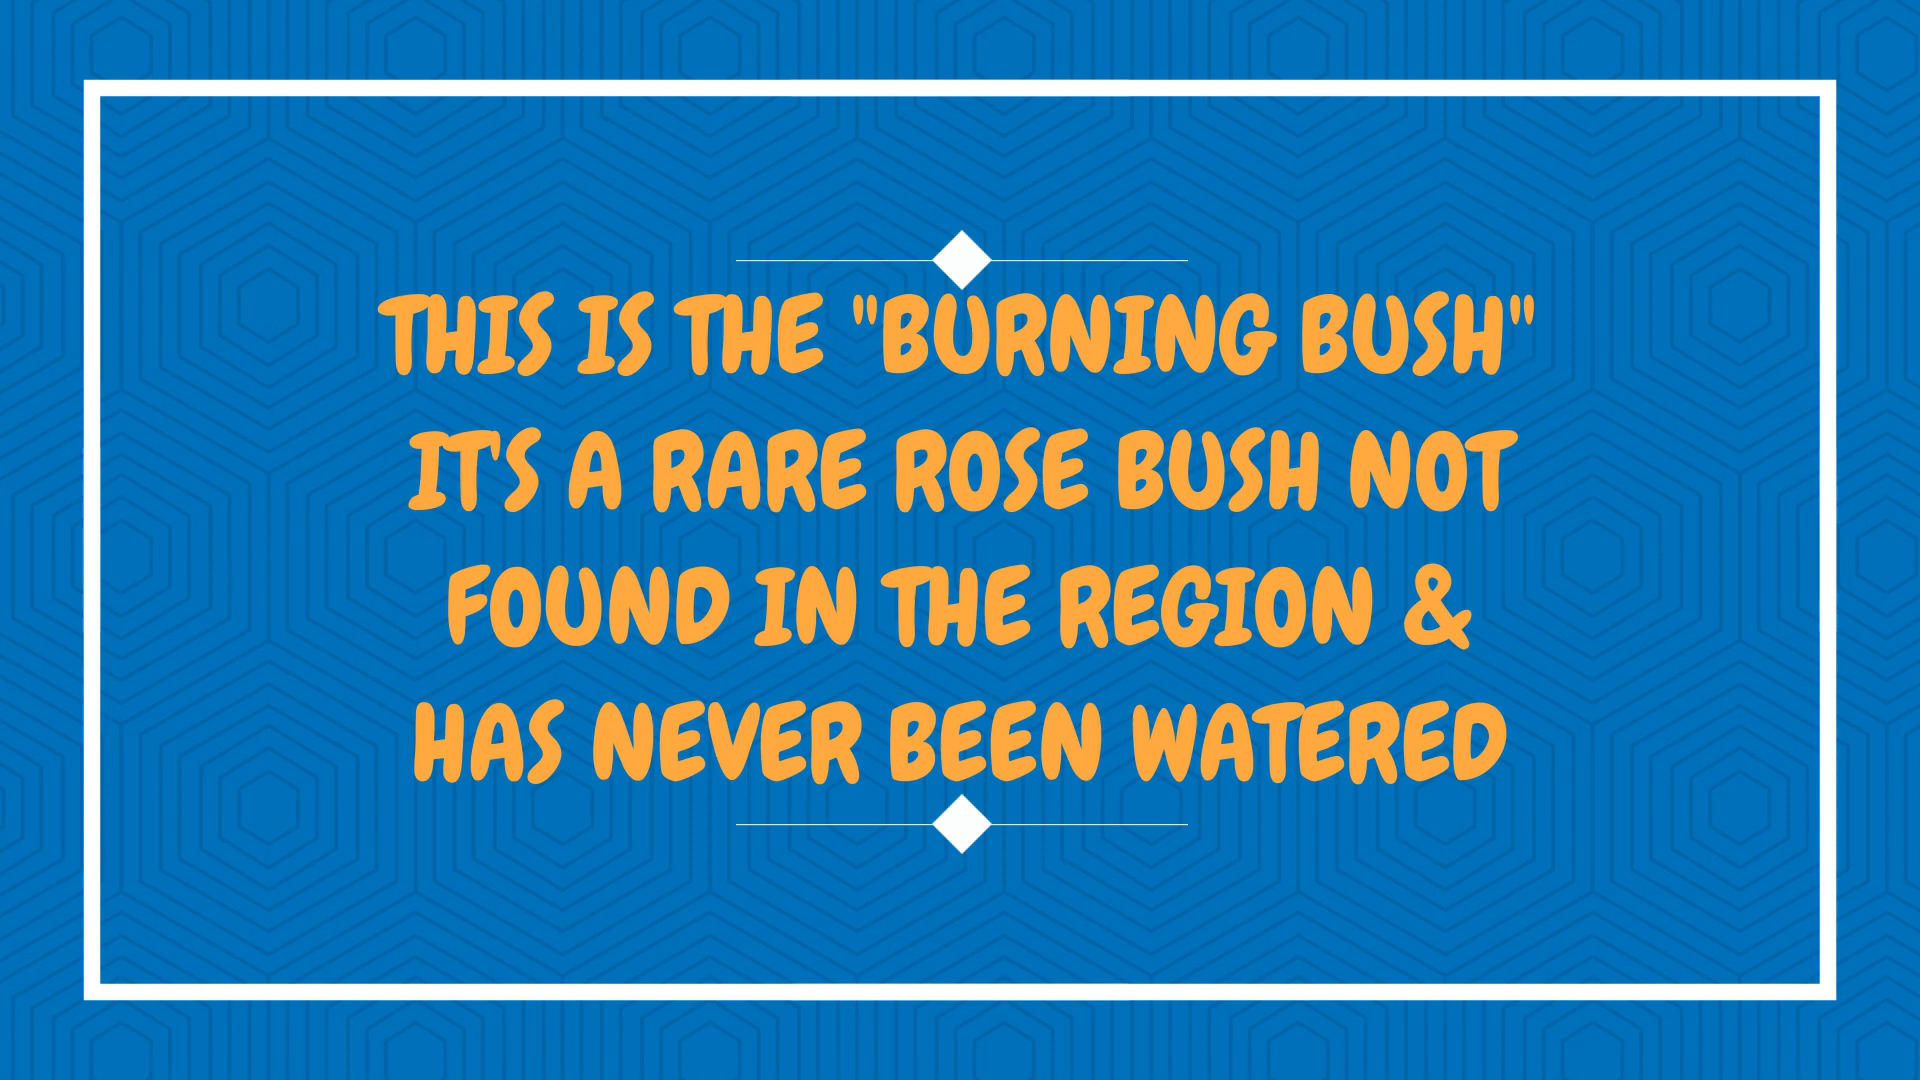 THIS IS THE "BURNING BUSH"
IT'S A RARE ROSE BUSH NOT
FOUND IN THE REGION &
HAS NEVER BEEN WATERED